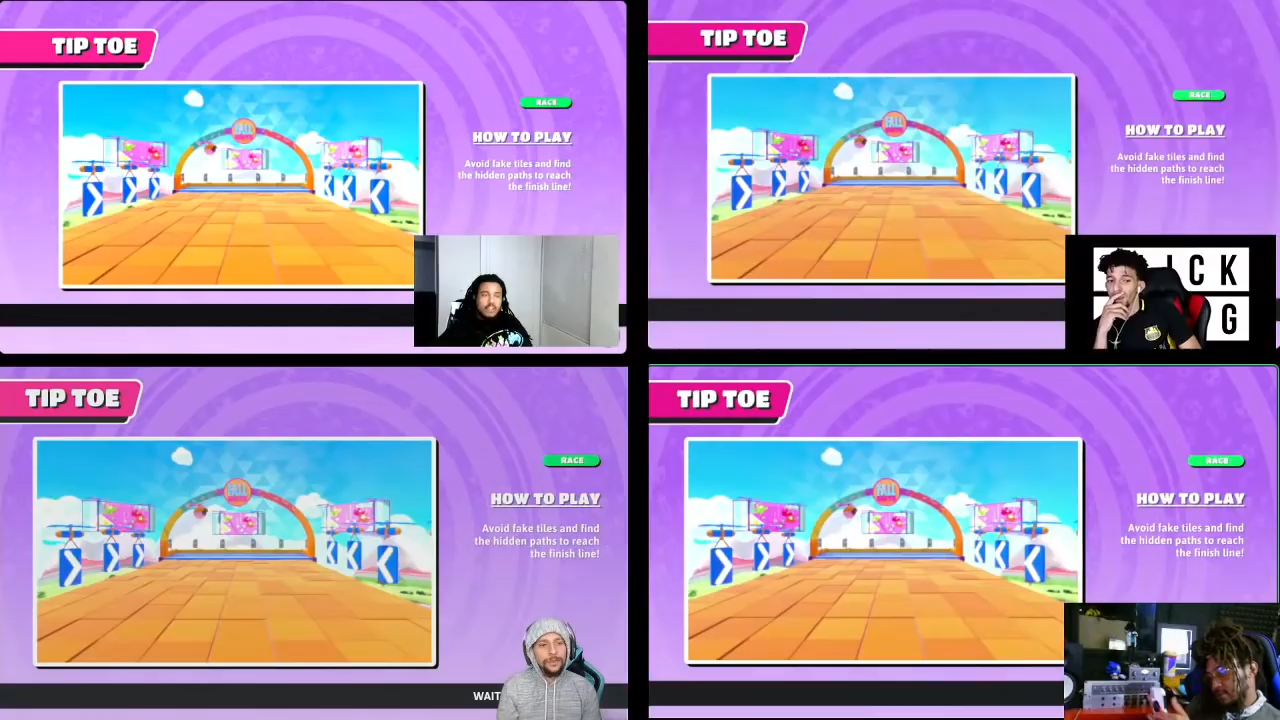 TIP TOE
RACE
HOW TO PLAY
Avoid fake tiles and find
the hidden paths to reach
the finish line!
TIP TOE
RACE
HOW TO PLAY
Avoid fake tiles and find
the hidden paths to reach
the finish line!
CK
G
TIP TOE
RACE
HOW TO PLAY
Avoid fake tiles and find
the hidden paths to reach
the finish line!
WAIT
TIP TOE
RACE
HOW TO PLAY
Avoid fake tiles and find
the hidden paths to reach
the finish line!